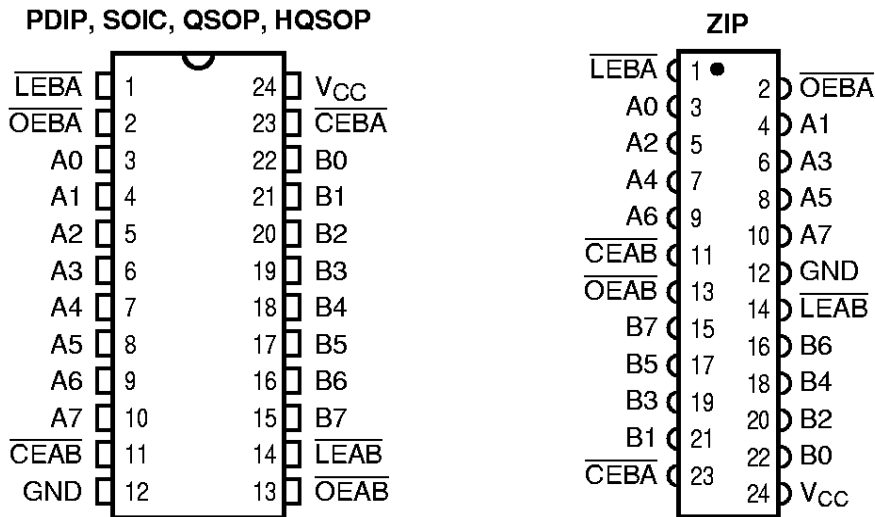 PDIP, SOIC, QSOP, HQSOP
LEBA 1 24 VCC
OEBA 2 23 CEBA
A0 3 22 B0
A1 4 21 B1
A2 5 20 B2
A3 6 19 B3
A4 7 18 B4
A5 8 17 B5
A6 9 16 B6
A7 10 15 B7
CEAB 11 14 LEAB
GND 12 13 OEAB
ZIP
LEBA 1
2 OEBA
A0 3
4 A1
A2 5
6 A3
A4 7
8 A5
A6 9
10 A7
CEAB 11
12 GND
OEAB 13
14 LEAB
B7 15
16 B6
B5 17
18 B4
B3 19
20 B2
B1 21
22 B0
CEBA 23
24 VCC